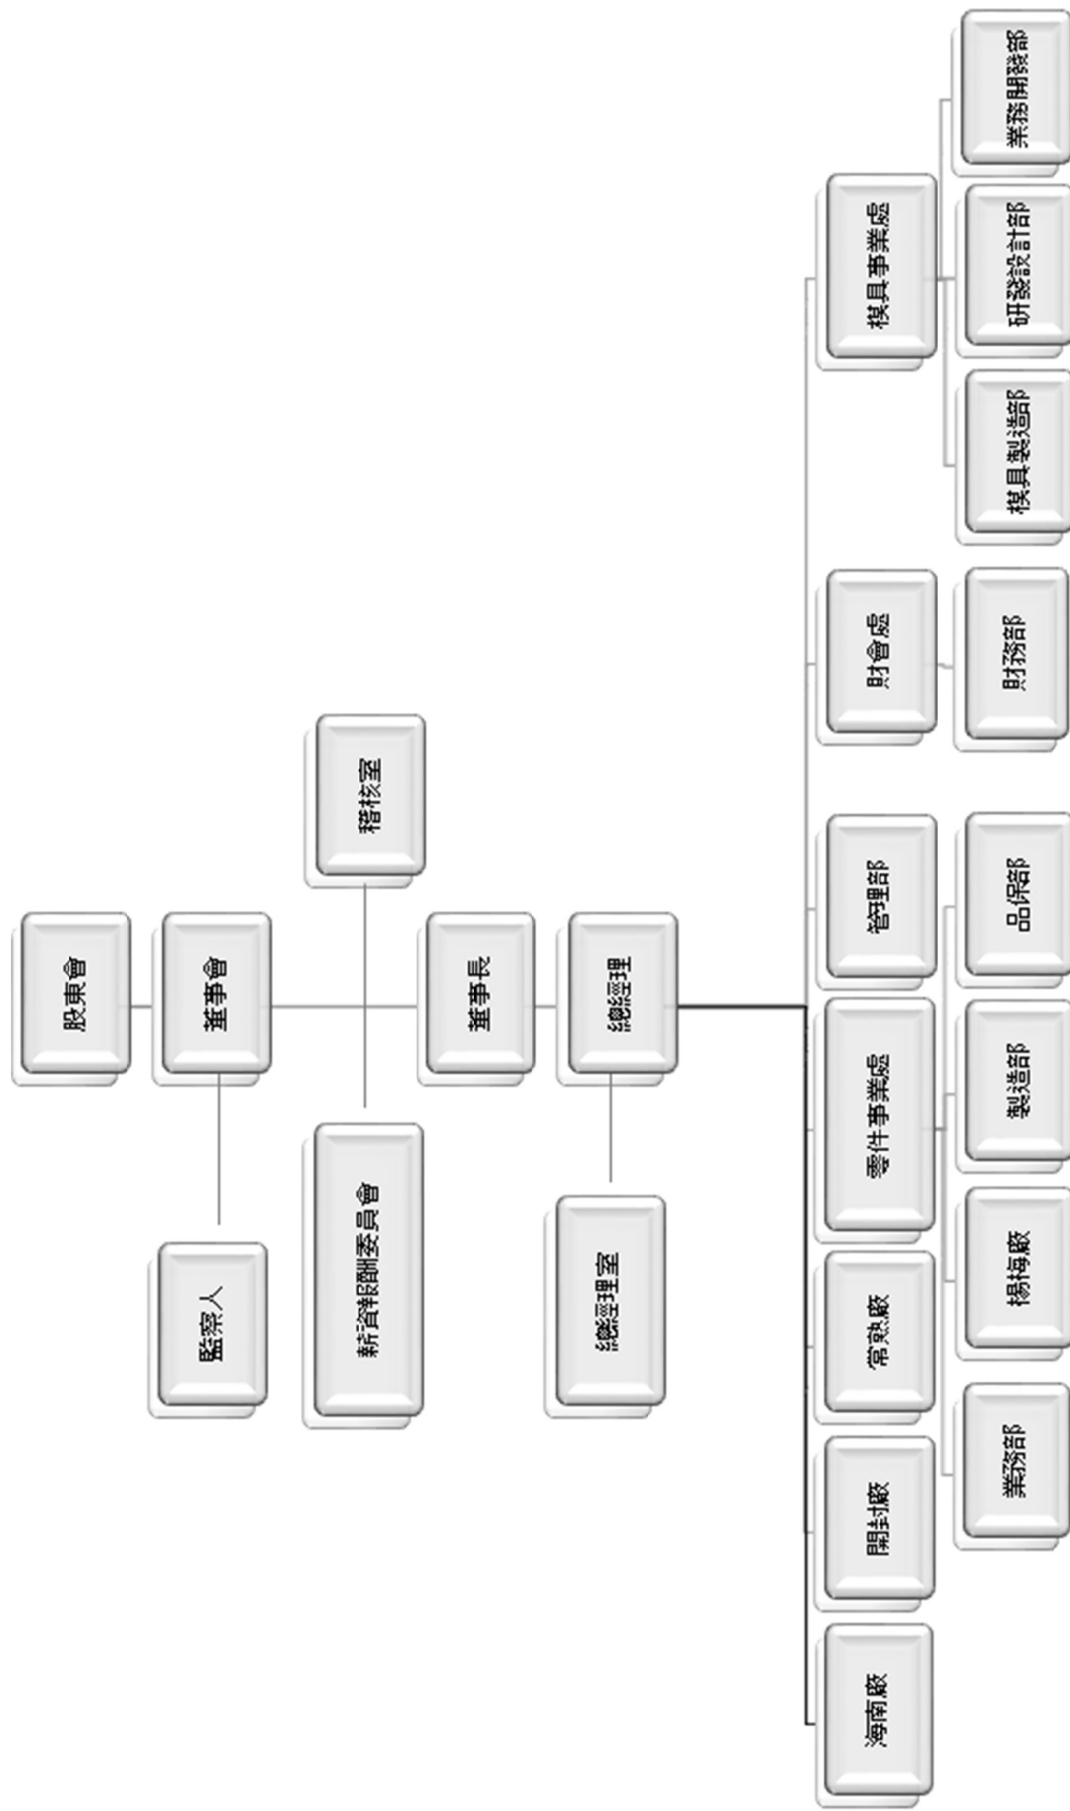 股東會
董事會
監察人
稽核室
薪資報酬委員會
董事長
總經理
總經理室
海南廠
開封廠
常熟廠
零件事業處
管理部
財會處
模具事業處
業務部
楊梅廠
製造部
品保部
財務部
模具製造部
研發設計部
業務開發部